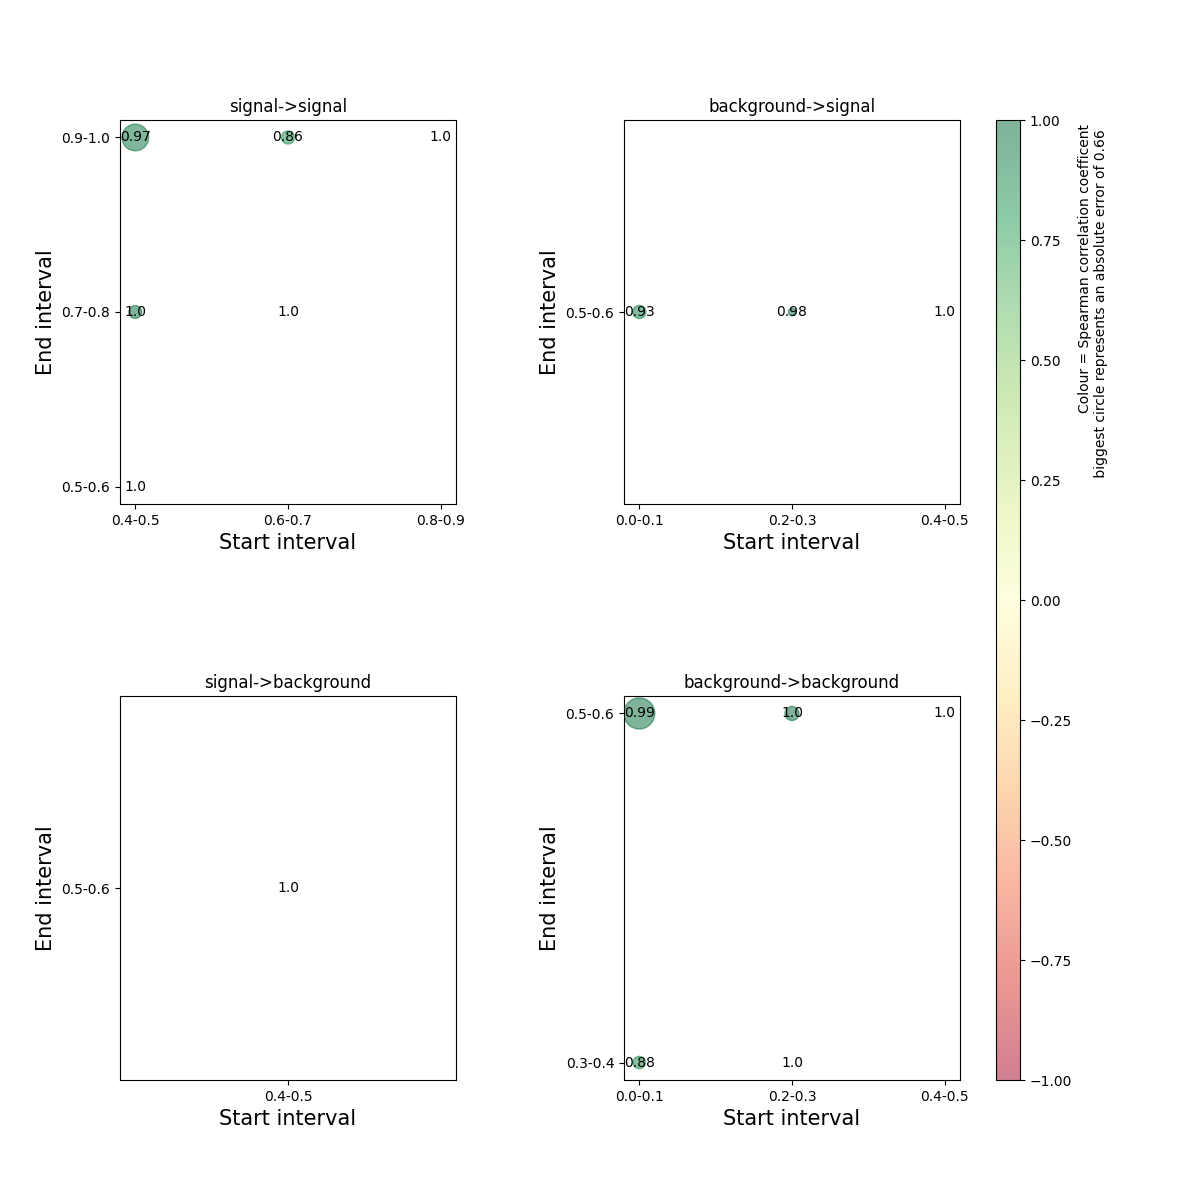 signal->signal
0.9-1.0
0.97
0.86
1.0
0.7-0.8
1.0
1.0
0.5-0.6
1.0
End interval
0.4-0.5
0.6-0.7
0.8-0.9
Start interval
background->signal
0.5-0.6
0.93
0.98
1.0
End interval
0.0-0.1
0.2-0.3
0.4-0.5
Start interval
signal->background
0.5-0.6
1.0
End interval
0.4-0.5
Start interval
background->background
0.5-0.6
0.99
1.0
1.0
0.3-0.4
0.88
1.0
End interval
0.0-0.1
0.2-0.3
0.4-0.5
Start interval
1.00
0.75
0.50
0.25
0.00
−0.25
−0.50
−0.75
−1.00
Colour = Spearman correlation coefficent
biggest circle represents an absolute error of 0.66